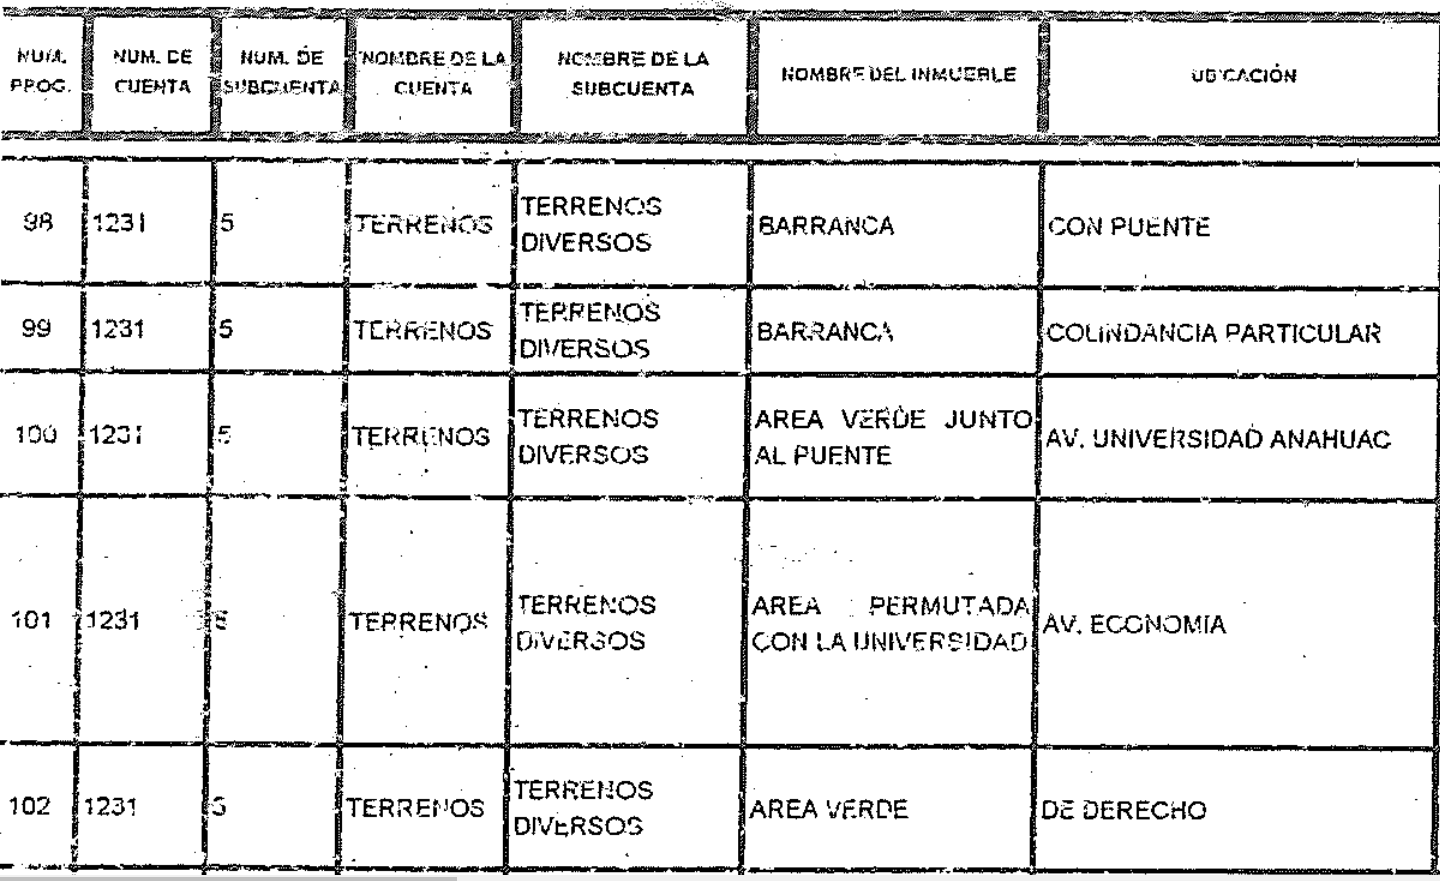 NUM. PROG.
NUM. DE CUENTA
NUM. DE SUBCUENTA
NOMBRE DE LA CUENTA
NOMBRE DE LA SUBCUENTA
NOMBRE DEL INMUEBLE
UBICACIÓN
98 1231 5 TERRENOS TERRENOS DIVERSOS BARRANCA CON PUENTE
99 1231 5 TERRENOS TERRENOS DIVERSOS BARRANCA COLINDANCIA PARTICULAR
100 1231 5 TERRENOS TERRENOS DIVERSOS AREA VERDE JUNTO AL PUENTE AV. UNIVERSIDAD ANAHUAC
101 1231 5 TERRENOS TERRENOS DIVERSOS AREA PERMUTADA CON LA UNIVERSIDAD AV. ECONOMIA
102 1231 5 TERRENOS TERRENOS DIVERSOS AREA VERDE DE DERECHO